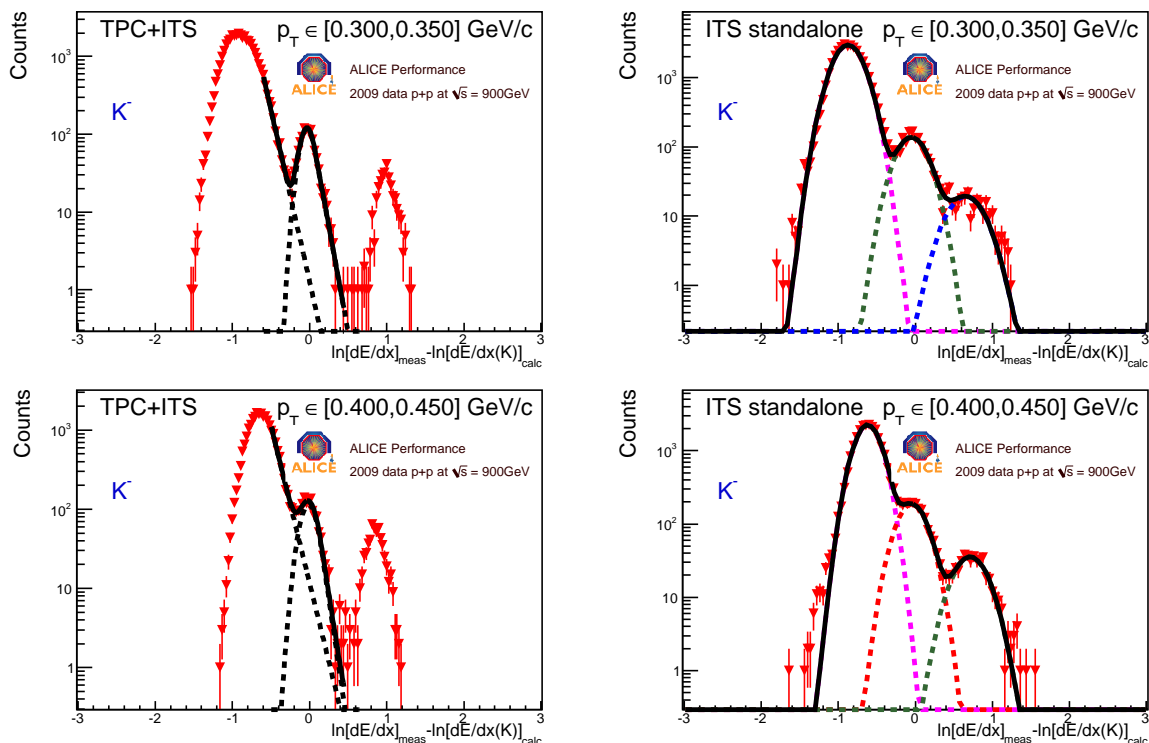 TPC+ITS p_T ∈ [0.300,0.350] GeV/c
Counts
10³
ALICE
ALICE Performance
2009 data p+p at √s = 900GeV
K⁻
10²
10
1
-3 -2 -1 0 1 2 3
ln[dE/dx]_meas-ln[dE/dx(K)]_calc
ITS standalone p_T ∈ [0.300,0.350] GeV/c
Counts
10³
ALICE
ALICE Performance
2009 data p+p at √s = 900GeV
K⁻
10²
10
1
-3 -2 -1 0 1 2 3
ln[dE/dx]_meas-ln[dE/dx(K)]_calc
TPC+ITS p_T ∈ [0.400,0.450] GeV/c
Counts
10³
ALICE
ALICE Performance
2009 data p+p at √s = 900GeV
K⁻
10²
10
1
-3 -2 -1 0 1 2 3
ln[dE/dx]_meas-ln[dE/dx(K)]_calc
ITS standalone p_T ∈ [0.400,0.450] GeV/c
Counts
10³
ALICE
ALICE Performance
2009 data p+p at √s = 900GeV
K⁻
10²
10
1
-3 -2 -1 0 1 2 3
ln[dE/dx]_meas-ln[dE/dx(K)]_calc